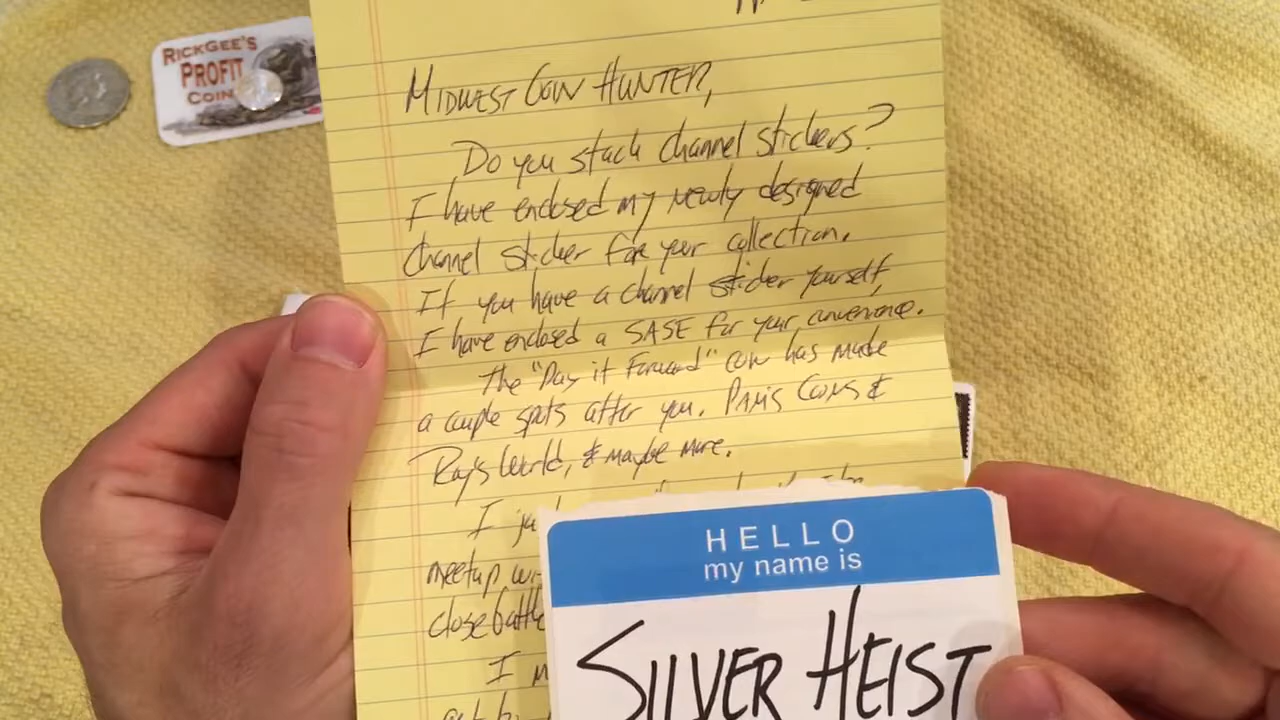 RICKGEE'S
PROFIT
COIN
MIDWEST COIN HUNTER,
Do you stack channel stickers?
I have enclosed my newly designed
channel sticker for your collection.
If you have a channel sticker yourself,
I have enclosed a SASE for your convenience.
The "Pay it Forward" coin has made
a couple spots after you. PAMS COINS &
Ray's World, & maybe more.
I
meetup
close
I
HELLO
my name is
SILVER HEIST